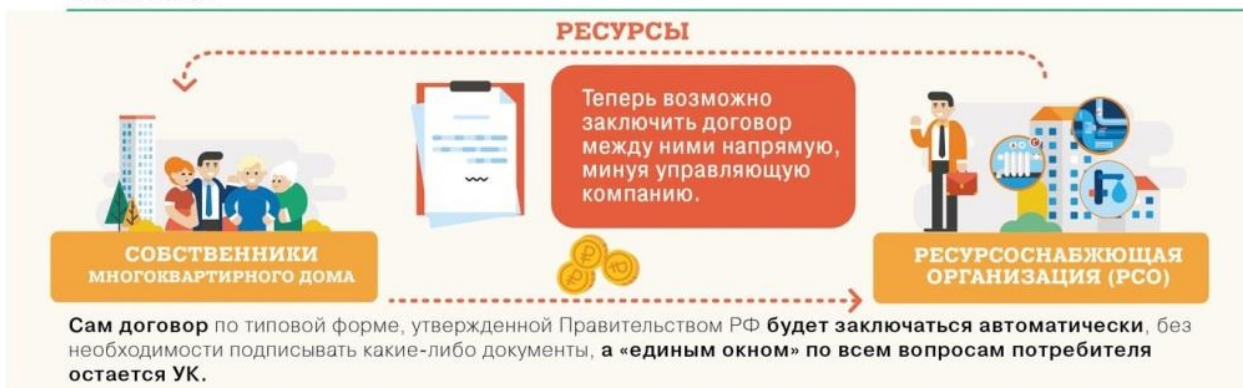 РЕСУРСЫ
Теперь возможно
заключить договор
между ними напрямую,
минуя управляющую
компанию.
СОБСТВЕННИКИ
МНОГОКВАРТИРНОГО ДОМА
РЕСУРСОСНАБЖЮЩАЯ
ОРГАНИЗАЦИЯ (РСО)
Сам договор по типовой форме, утвержденной Правительством РФ будет заключаться автоматически, без
необходимости подписывать какие-либо документы, а «единым окном» по всем вопросам потребителя
остается УК.